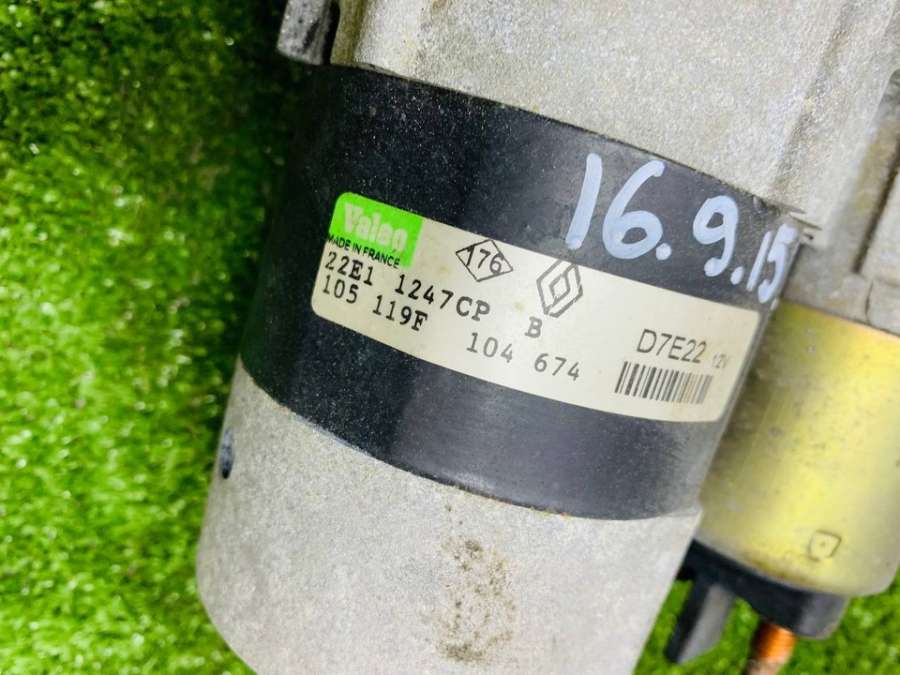 16.9.15.
Valeo
MADE IN FRANCE
176
22E1 1247CP B
105 119F 104 674
D7E22 12V